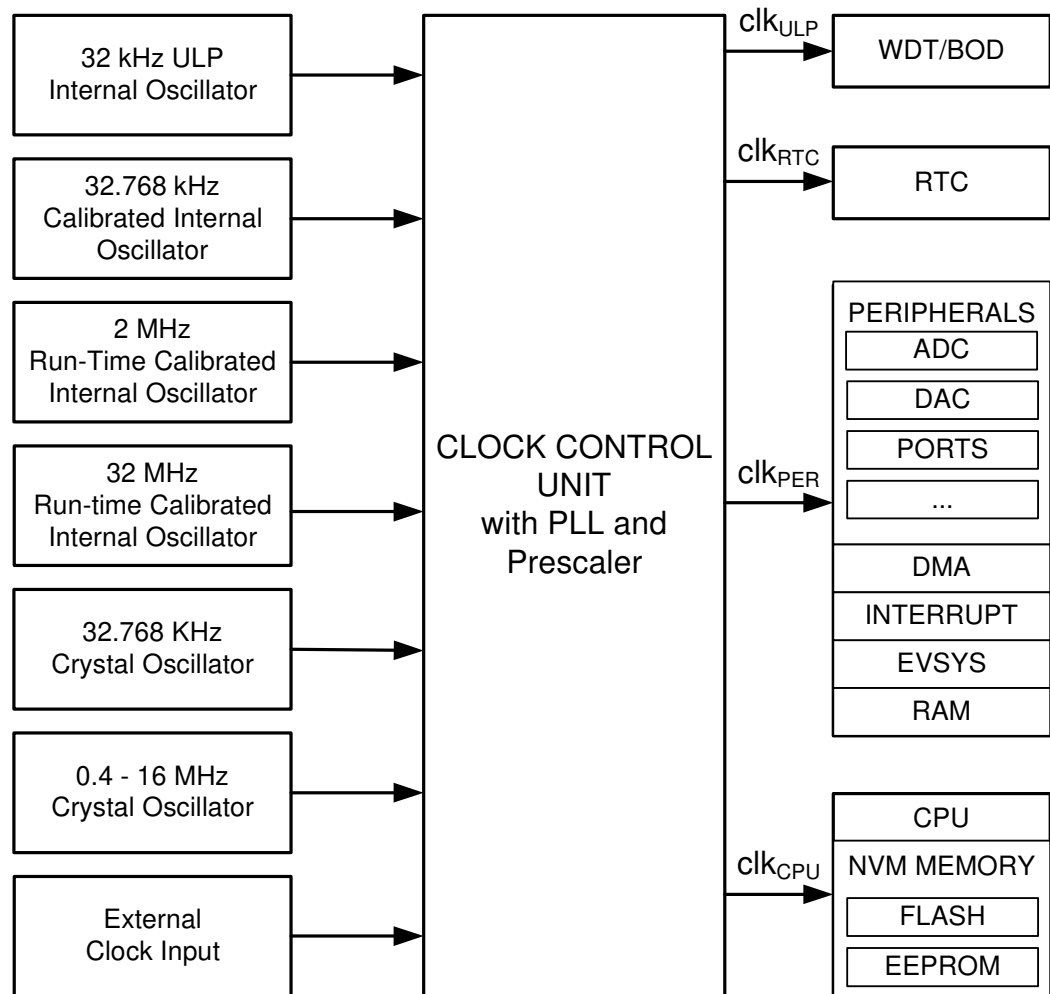 32 kHz ULP
Internal Oscillator
32.768 kHz
Calibrated Internal
Oscillator
2 MHz
Run-Time Calibrated
Internal Oscillator
32 MHz
Run-time Calibrated
Internal Oscillator
32.768 KHz
Crystal Oscillator
0.4 - 16 MHz
Crystal Oscillator
External
Clock Input
CLOCK CONTROL
UNIT
with PLL and
Prescaler
clkULP
WDT/BOD
clkRTC
RTC
clkPER
PERIPHERALS
ADC
DAC
PORTS
...
DMA
INTERRUPT
EVSYS
RAM
clkCPU
CPU
NVM MEMORY
FLASH
EEPROM